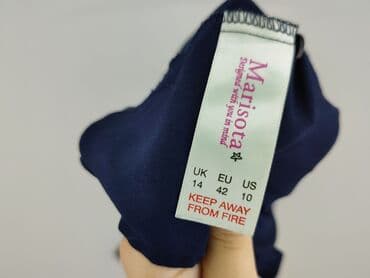 Marisota
Designed with you in mind
UK EU US
14 42 10
KEEP AWAY
FROM FIRE